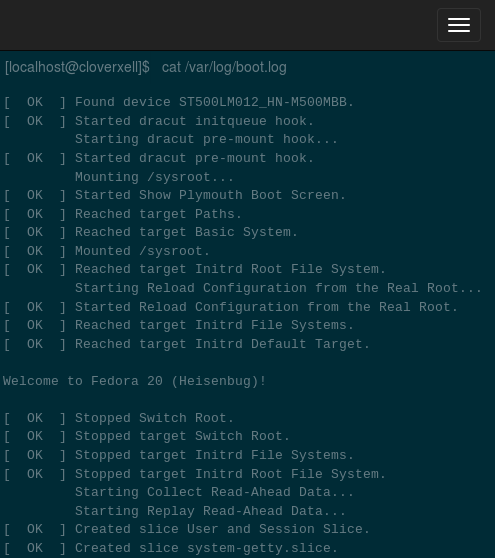 [localhost@cloverxell]$ cat /var/log/boot.log
[ OK ] Found device ST500LM012_HN-M500MBB.
[ OK ] Started dracut initqueue hook.
Starting dracut pre-mount hook...
[ OK ] Started dracut pre-mount hook.
Mounting /sysroot...
[ OK ] Started Show Plymouth Boot Screen.
[ OK ] Reached target Paths.
[ OK ] Reached target Basic System.
[ OK ] Mounted /sysroot.
[ OK ] Reached target Initrd Root File System.
Starting Reload Configuration from the Real Root...
[ OK ] Started Reload Configuration from the Real Root.
[ OK ] Reached target Initrd File Systems.
[ OK ] Reached target Initrd Default Target.
Welcome to Fedora 20 (Heisenbug)!
[ OK ] Stopped Switch Root.
[ OK ] Stopped target Switch Root.
[ OK ] Stopped target Initrd File Systems.
[ OK ] Stopped target Initrd Root File System.
Starting Collect Read-Ahead Data...
Starting Replay Read-Ahead Data...
[ OK ] Created slice User and Session Slice.
[ OK ] Created slice system-getty.slice.